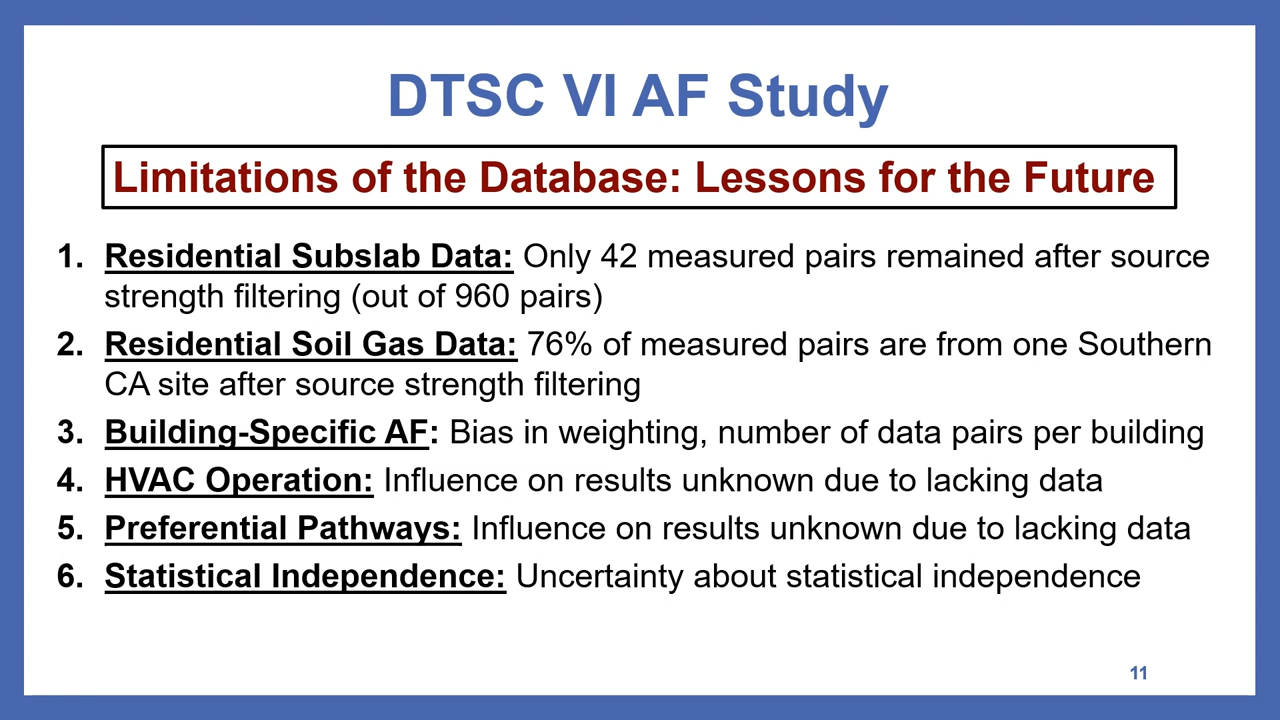 DTSC VI AF Study
Limitations of the Database: Lessons for the Future
1. Residential Subslab Data: Only 42 measured pairs remained after source
strength filtering (out of 960 pairs)
2. Residential Soil Gas Data: 76% of measured pairs are from one Southern
CA site after source strength filtering
3. Building-Specific AF: Bias in weighting, number of data pairs per building
4. HVAC Operation: Influence on results unknown due to lacking data
5. Preferential Pathways: Influence on results unknown due to lacking data
6. Statistical Independence: Uncertainty about statistical independence
11